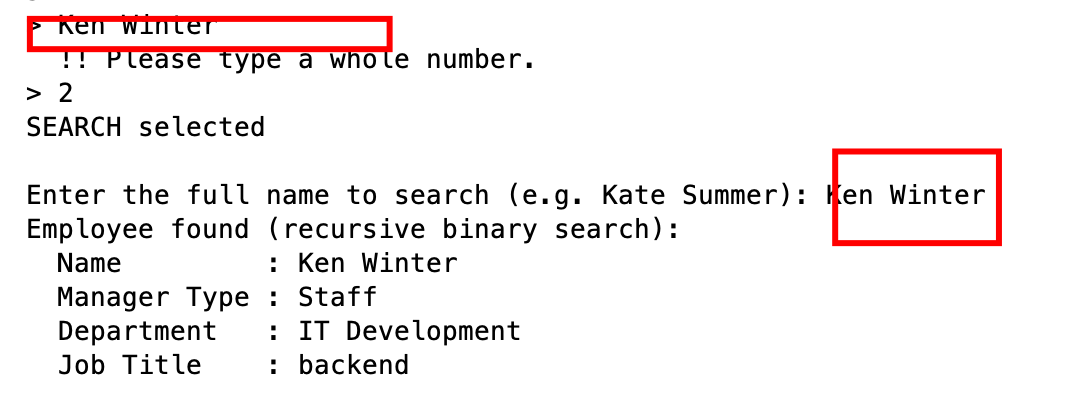 > Ken Winter
!! Please type a whole number.
> 2
SEARCH selected
Enter the full name to search (e.g. Kate Summer): Ken Winter
Employee found (recursive binary search):
Name : Ken Winter
Manager Type : Staff
Department : IT Development
Job Title : backend